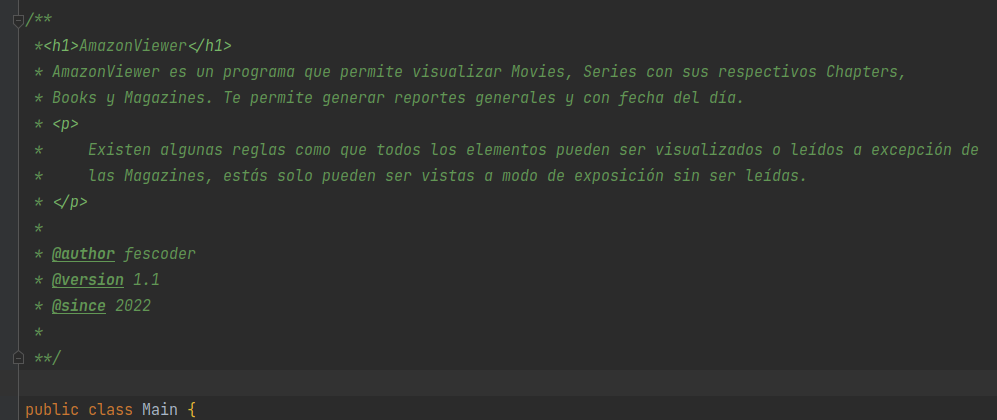 /**
*<h1>AmazonViewer</h1>
* AmazonViewer es un programa que permite visualizar Movies, Series con sus respectivos Chapters,
* Books y Magazines. Te permite generar reportes generales y con fecha del día.
* <p>
*     Existen algunas reglas como que todos los elementos pueden ser visualizados o leídos a excepción de
*     las Magazines, estás solo pueden ser vistas a modo de exposición sin ser leídas.
* </p>
*
* @author fescoder
* @version 1.1
* @since 2022
*
**/
public class Main {